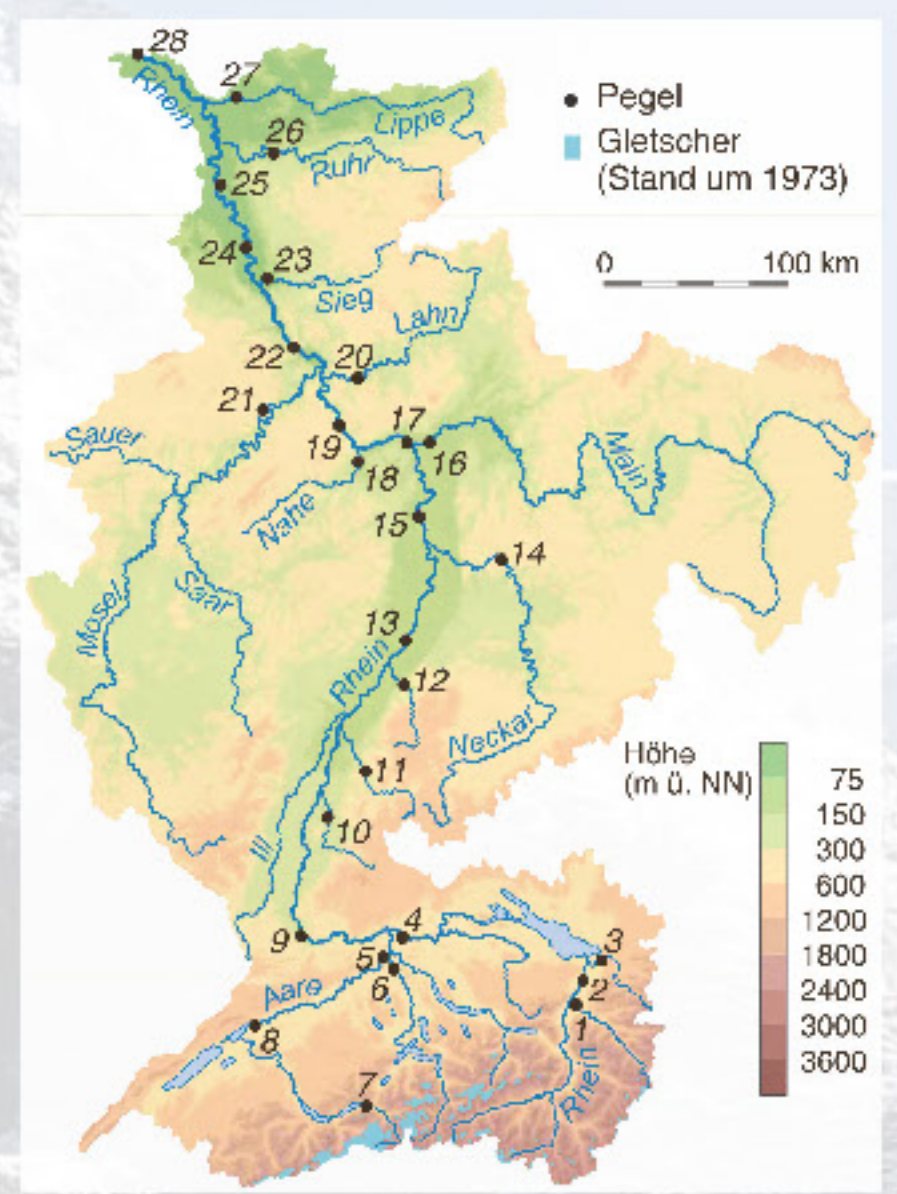 28
Rhein
27
Lippe
26
Ruhr
25
24
23
Sieg
Lahn
22
20
21
Sauer
19
17
16
Main
18
Nahe
15
14
Mosel
Saar
13
Rhein
12
Neckar
11
10
Ill
9
4
3
5
6
2
1
Aare
8
7
Rhein
Pegel
Gletscher
(Stand um 1973)
0 100 km
Höhe
(m ü. NN)
75
150
300
600
1200
1800
2400
3000
3600